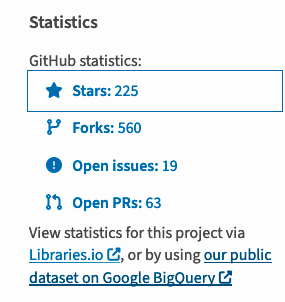 Statistics
GitHub statistics:
Stars: 225
Forks: 560
Open issues: 19
Open PRs: 63
View statistics for this project via
Libraries.io, or by using our public
dataset on Google BigQuery